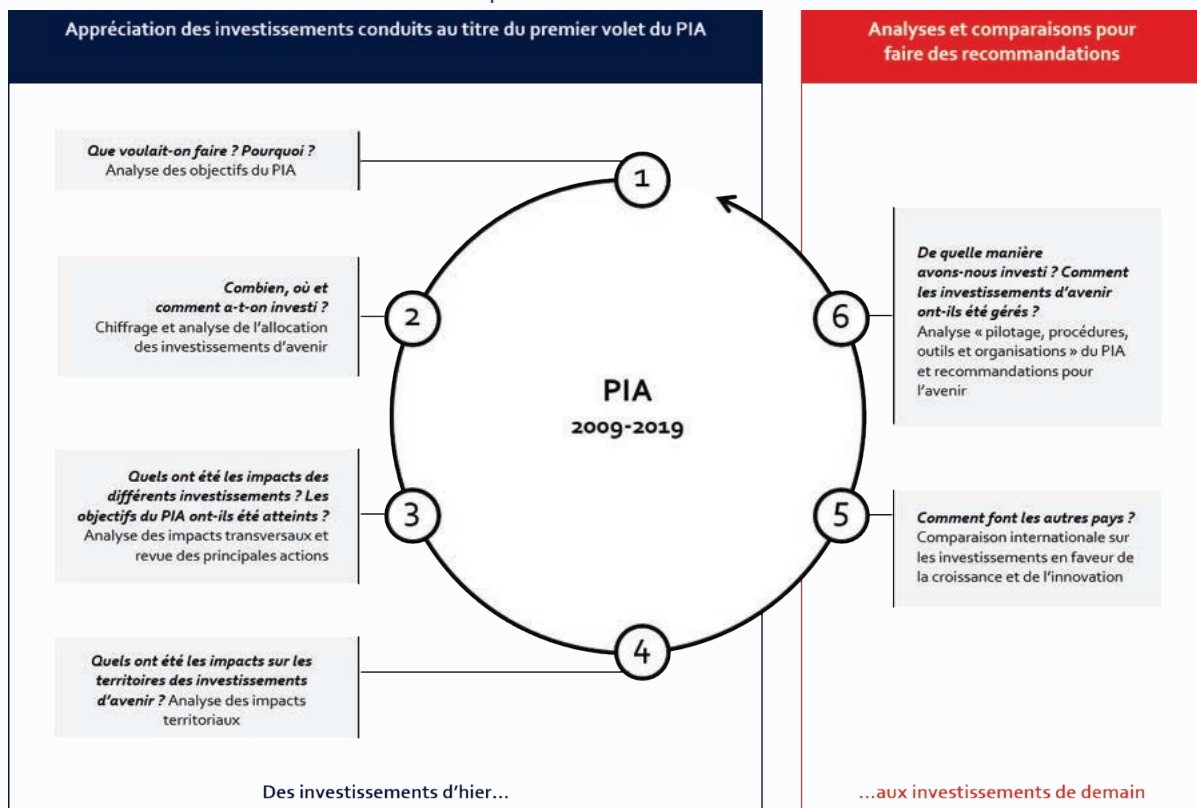 Appréciation des investissements conduits au titre du premier volet du PIA
Analyses et comparaisons pour
faire des recommandations
Que voulait-on faire ? Pourquoi ?
Analyse des objectifs du PIA
1
Combien, où et
comment a-t-on investi ?
Chiffrage et analyse de l'allocation
des investissements d'avenir
2
Quels ont été les impacts des
différents investissements ? Les
objectifs du PIA ont-ils été atteints ?
Analyse des impacts transversaux et
revue des principales actions
3
Quels ont été les impacts sur les
territoires des investissements
d'avenir ? Analyse des impacts
territoriaux
4
PIA
2009-2019
5
Comment font les autres pays ?
Comparaison internationale sur
les investissements en faveur de
la croissance et de l'innovation
6
De quelle manière
avons-nous investi ? Comment
les investissements d'avenir
ont-ils été gérés ?
Analyse « pilotage, procédures,
outils et organisations » du PIA
et recommandations pour
l'avenir
Des investissements d'hier...
...aux investissements de demain